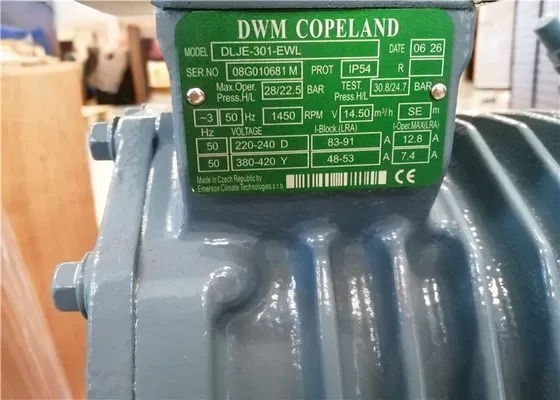 DWM COPELAND
MODEL DLJE-301-EWL DATE 06 26
SER.NO 08G010681M PROT IP54 R
Max.Oper. Press.H/L 28/22.5 BAR TEST. Press.H/L 30.8/24.7 BAR
~3 50 Hz 1450 RPM V 14.50 m³/h SE m
Hz VOLTAGE I-Block.(LRA) I-Oper.MAX(LRA)
50 220-240 D 83-91 A 12.8 A
50 380-420 Y 48-53 A 7.4 A
Made in Czech Republic by
Emerson Climate Technologies s.r.o. CE